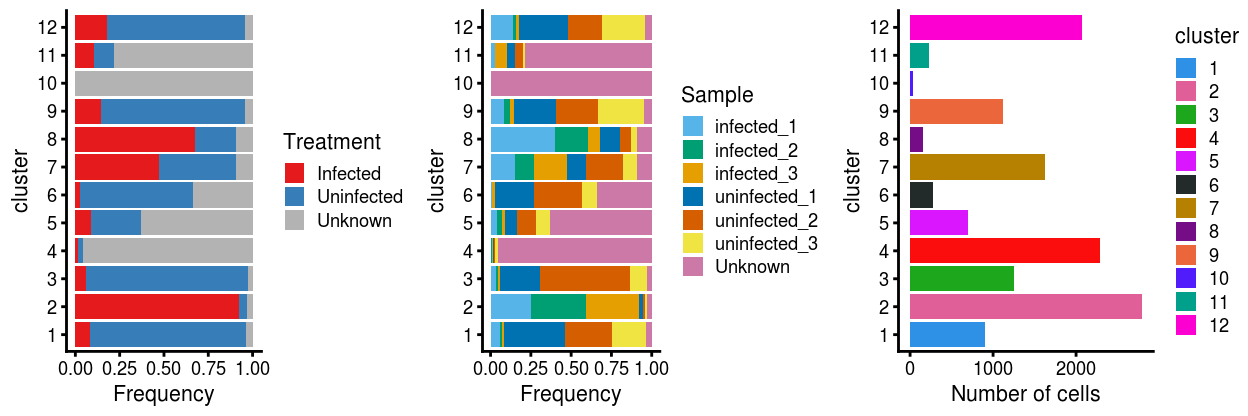 12
11
10
9
8
7
6
5
4
3
2
1
cluster
0.00 0.25 0.50 0.75 1.00
Frequency
Treatment
Infected
Uninfected
Unknown
12
11
10
9
8
7
6
5
4
3
2
1
cluster
0.00 0.25 0.50 0.75 1.00
Frequency
Sample
infected_1
infected_2
infected_3
uninfected_1
uninfected_2
uninfected_3
Unknown
12
11
10
9
8
7
6
5
4
3
2
1
cluster
0 1000 2000
Number of cells
cluster
1
2
3
4
5
6
7
8
9
10
11
12